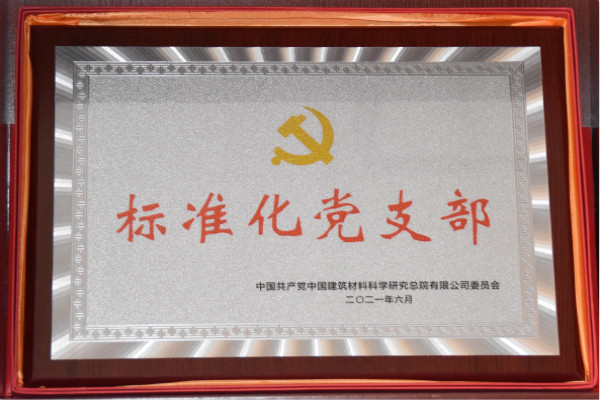 标准化党支部
中国共产党中国建筑材料科学研究总院有限公司委员会
二〇二一年六月